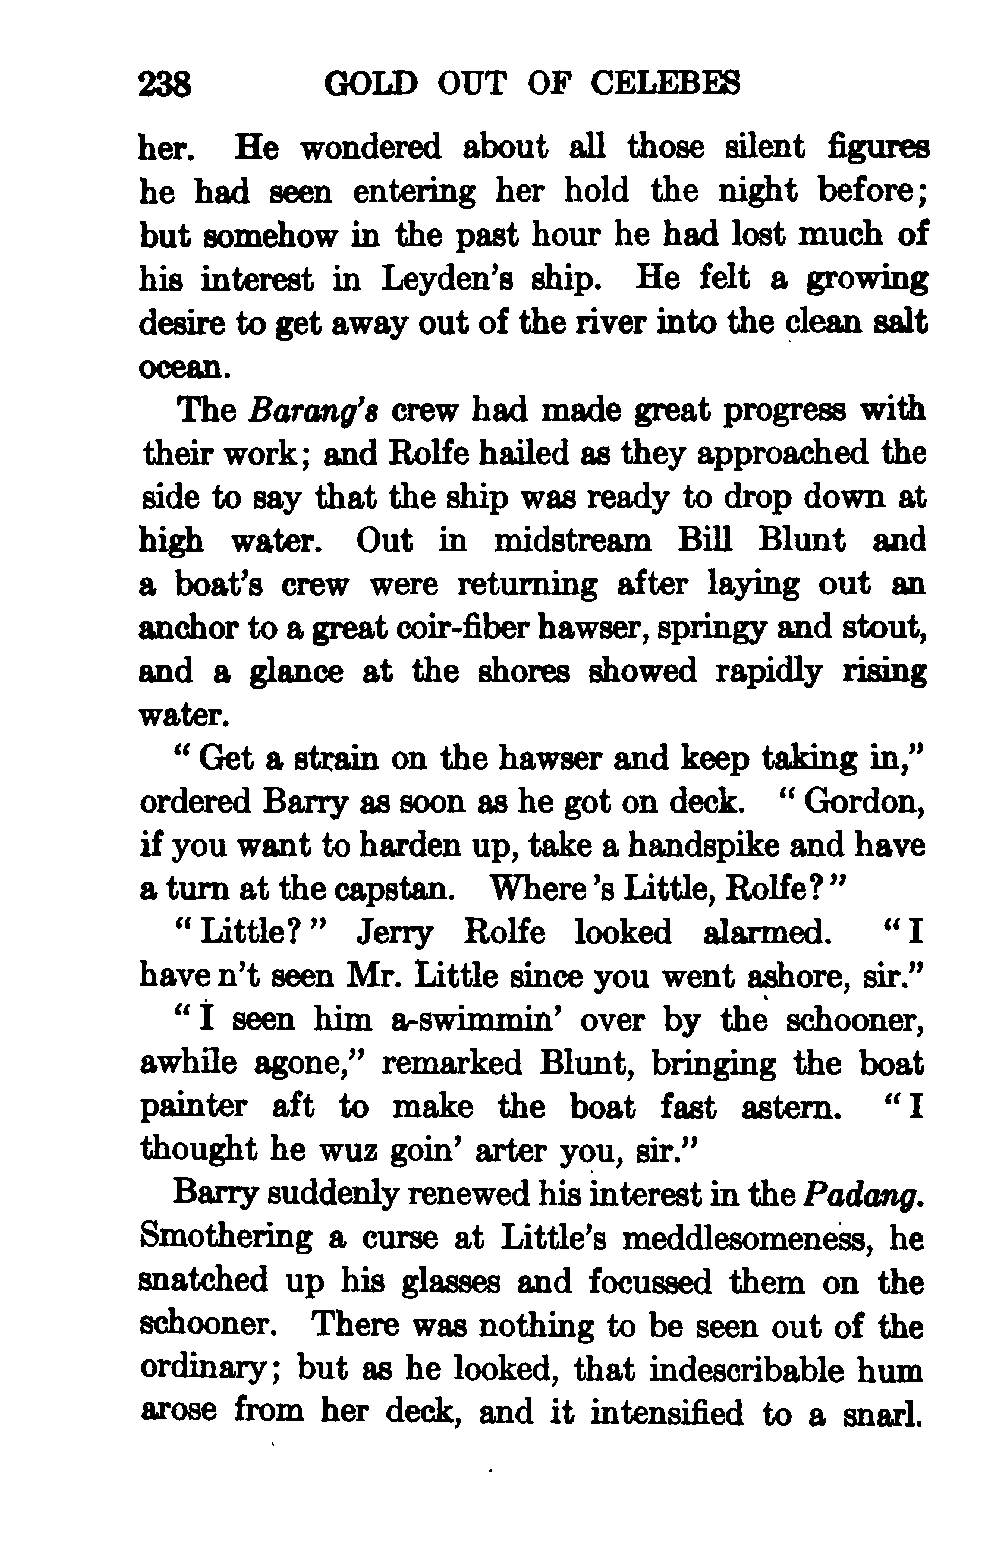 238 GOLD OUT OF CELEBES
her. He wondered about all those silent figures
he had seen entering her hold the night before;
but somehow in the past hour he had lost much of
his interest in Leyden's ship. He felt a growing
desire to get away out of the river into the clean salt
ocean.
The Barang's crew had made great progress with
their work; and Rolfe hailed as they approached the
side to say that the ship was ready to drop down at
high water. Out in midstream Bill Blunt and
a boat's crew were returning after laying out an
anchor to a great coir-fiber hawser, springy and stout,
and a glance at the shores showed rapidly rising
water.
"Get a strain on the hawser and keep taking in,"
ordered Barry as soon as he got on deck. "Gordon,
if you want to harden up, take a handspike and have
a turn at the capstan. Where's Little, Rolfe?"
"Little?" Jerry Rolfe looked alarmed. "I
have n't seen Mr. Little since you went ashore, sir."
"I seen him a-swimmin' over by the schooner,
awhile agone," remarked Blunt, bringing the boat
painter aft to make the boat fast astern. "I
thought he wuz goin' arter you, sir."
Barry suddenly renewed his interest in the Padang.
Smothering a curse at Little's meddlesomeness, he
snatched up his glasses and focussed them on the
schooner. There was nothing to be seen out of the
ordinary; but as he looked, that indescribable hum
arose from her deck, and it intensified to a snarl.